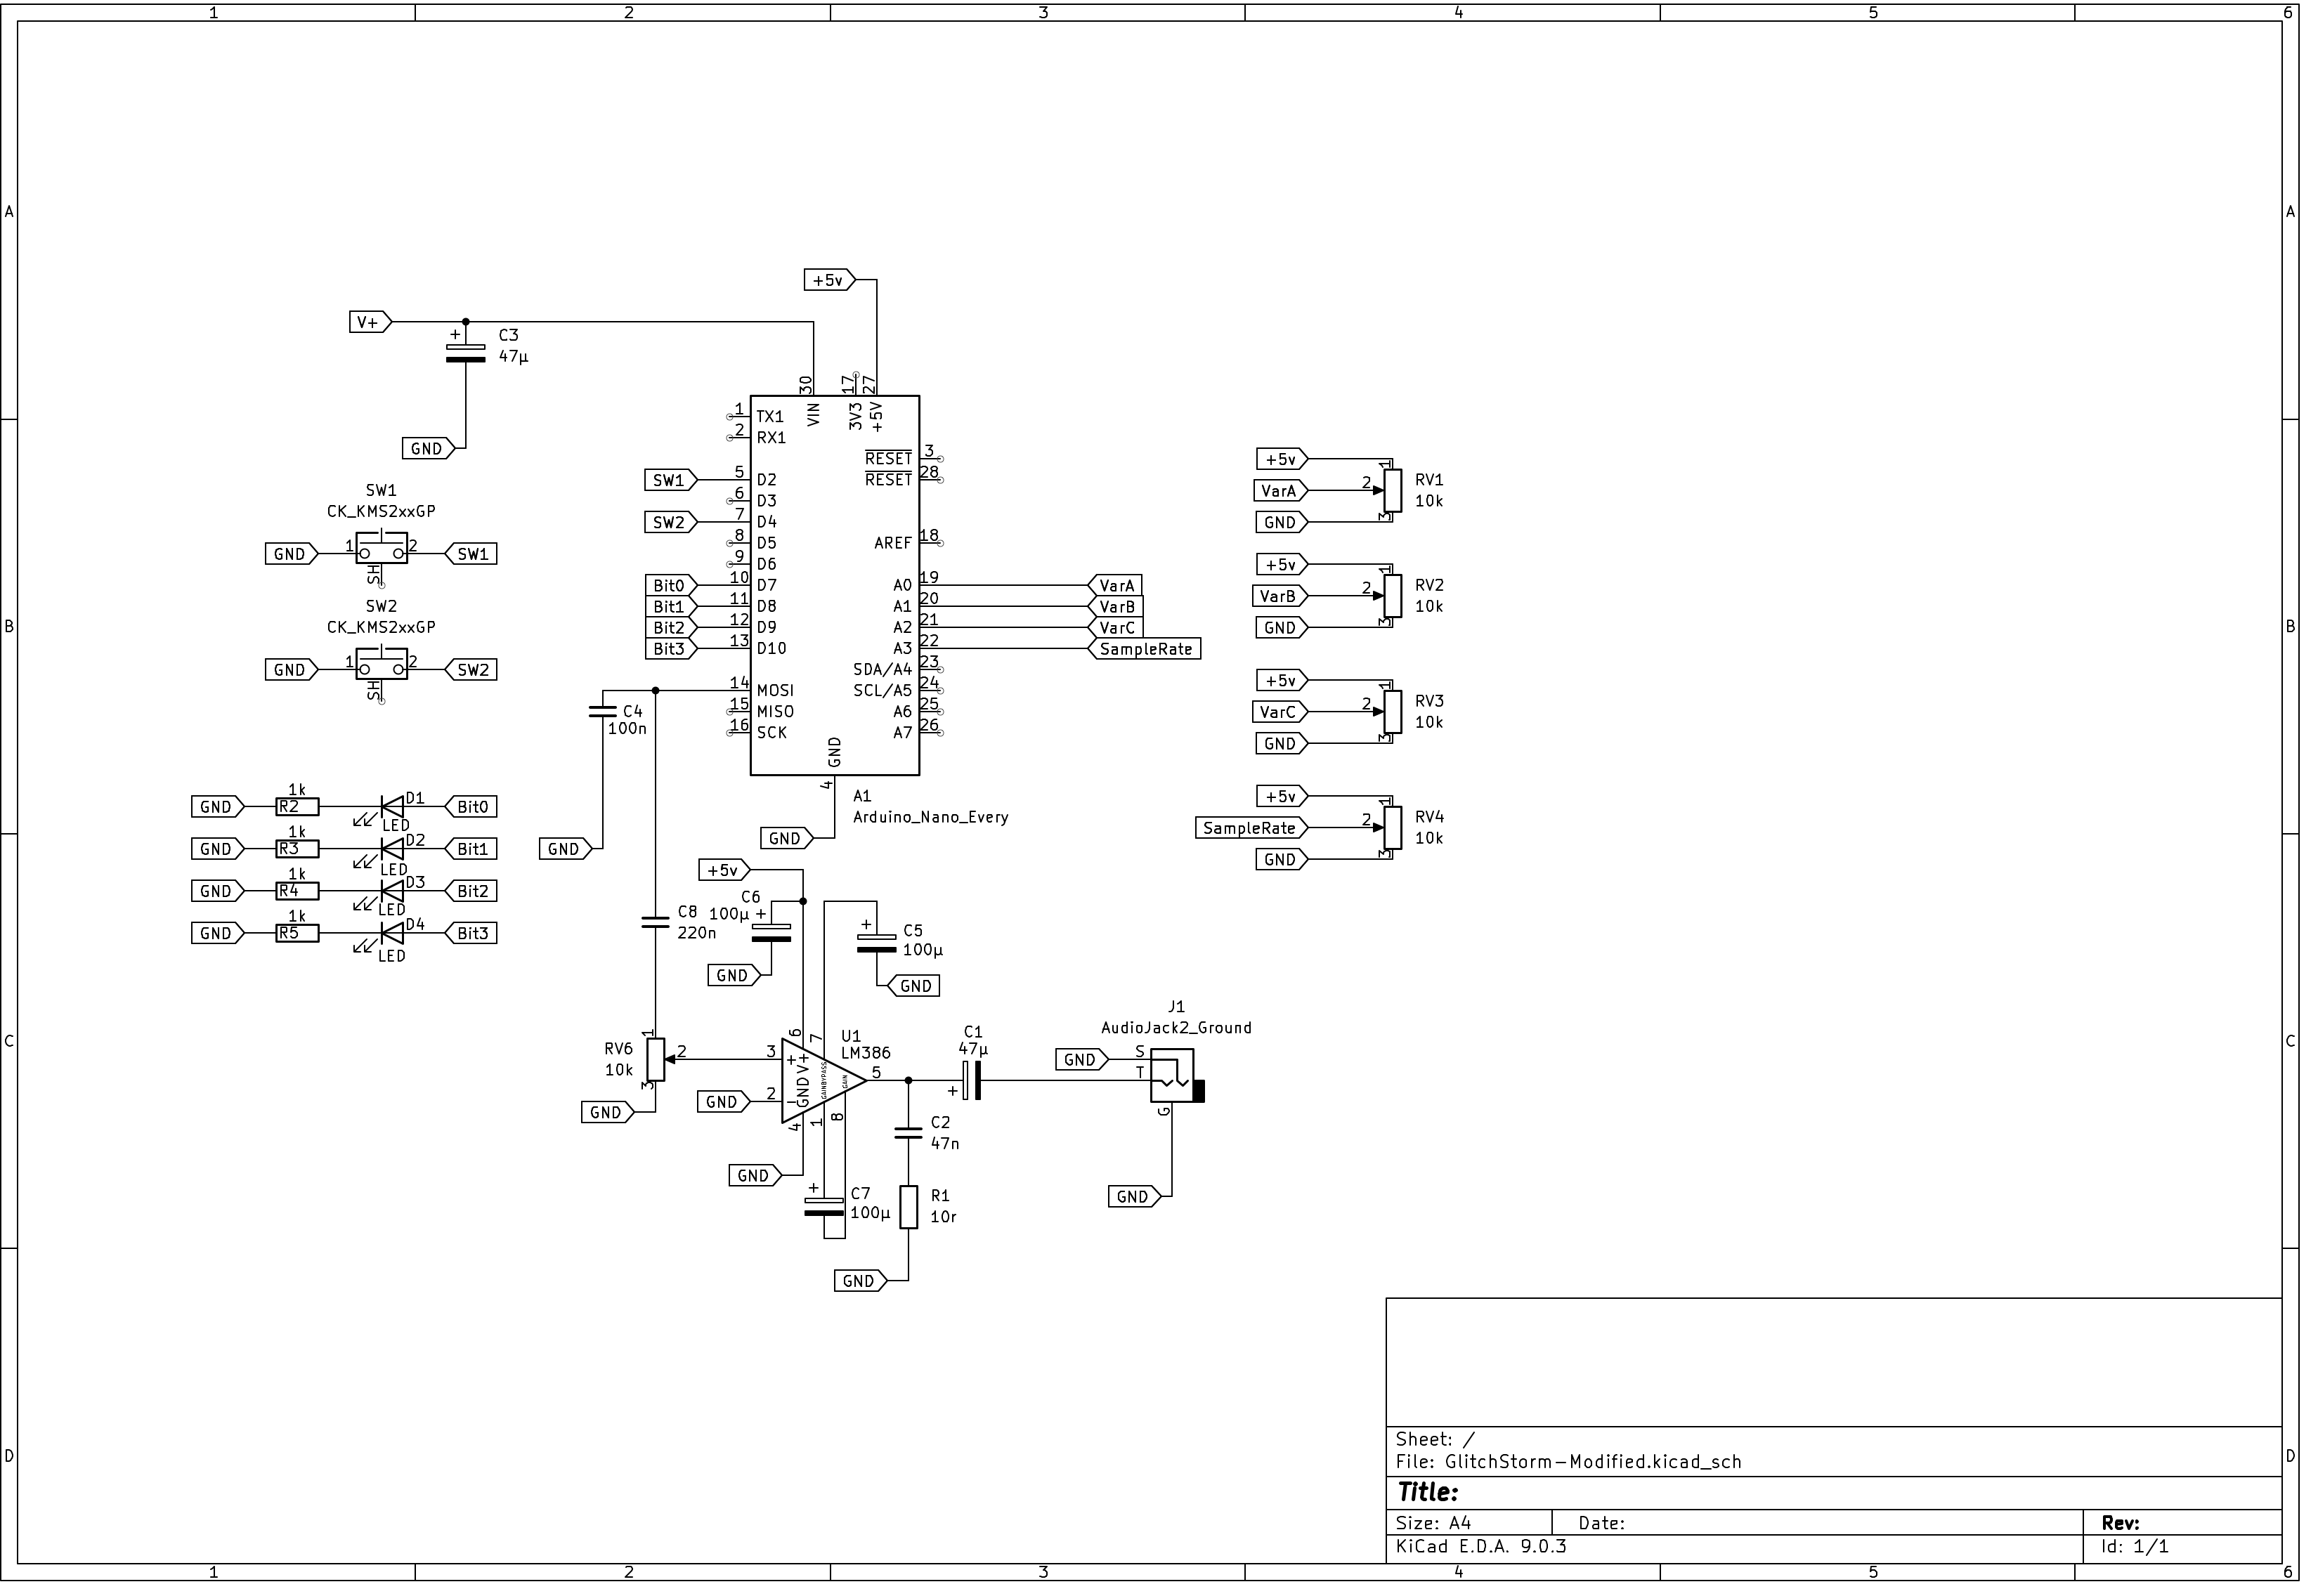 1 2 3 4 5 6
A A
+5v
V+
+ C3
47µ
GND
30 VIN
17 3V3
27 +5V
1 TX1
2 RX1
RESET 3
RESET 28
SW1 5 D2
6 D3
SW2 7 D4
8 D5
9 D6
Bit0 10 D7
Bit1 11 D8
Bit2 12 D9
Bit3 13 D10
14 MOSI
15 MISO
16 SCK
AREF 18
A0 19 VarA
A1 20 VarB
A2 21 VarC
A3 22 SampleRate
SDA/A4 23
SCL/A5 24
A6 25
A7 26
GND 4
GND
A1
Arduino_Nano_Every
SW1
CK_KMS2xxGP
GND 1 2 SW1
SH
SW2
CK_KMS2xxGP
GND 1 2 SW2
SH
B B
C4
100n
GND
+5v 1
VarA 2 RV1
GND 3 10k
+5v 1
VarB 2 RV2
GND 3 10k
+5v 1
VarC 2 RV3
GND 3 10k
+5v 1
SampleRate 2 RV4
GND 3 10k
1k
GND R2 D1 Bit0
LED
1k
GND R3 D2 Bit1
LED
1k
GND R4 D3 Bit2
LED
1k
GND R5 D4 Bit3
LED
+5v
C6
100µ +
GND
C8
220n
+ C5
100µ
GND
C C
RV6
10k
1 2 3
GND
U1
LM386
3 +
2 −
GND
6 V+
7 BYPASS
4 GND
1 GAIN
8 GAIN
5
GND
+ C7
100µ
C1
47µ
+
C2
47n
R1
10r
GND
J1
AudioJack2_Ground
GND S
T
G
GND
D D
Sheet: /
File: GlitchStorm-Modified.kicad_sch
Title:
Size: A4 Date: Rev:
KiCad E.D.A. 9.0.3 Id: 1/1
1 2 3 4 5 6